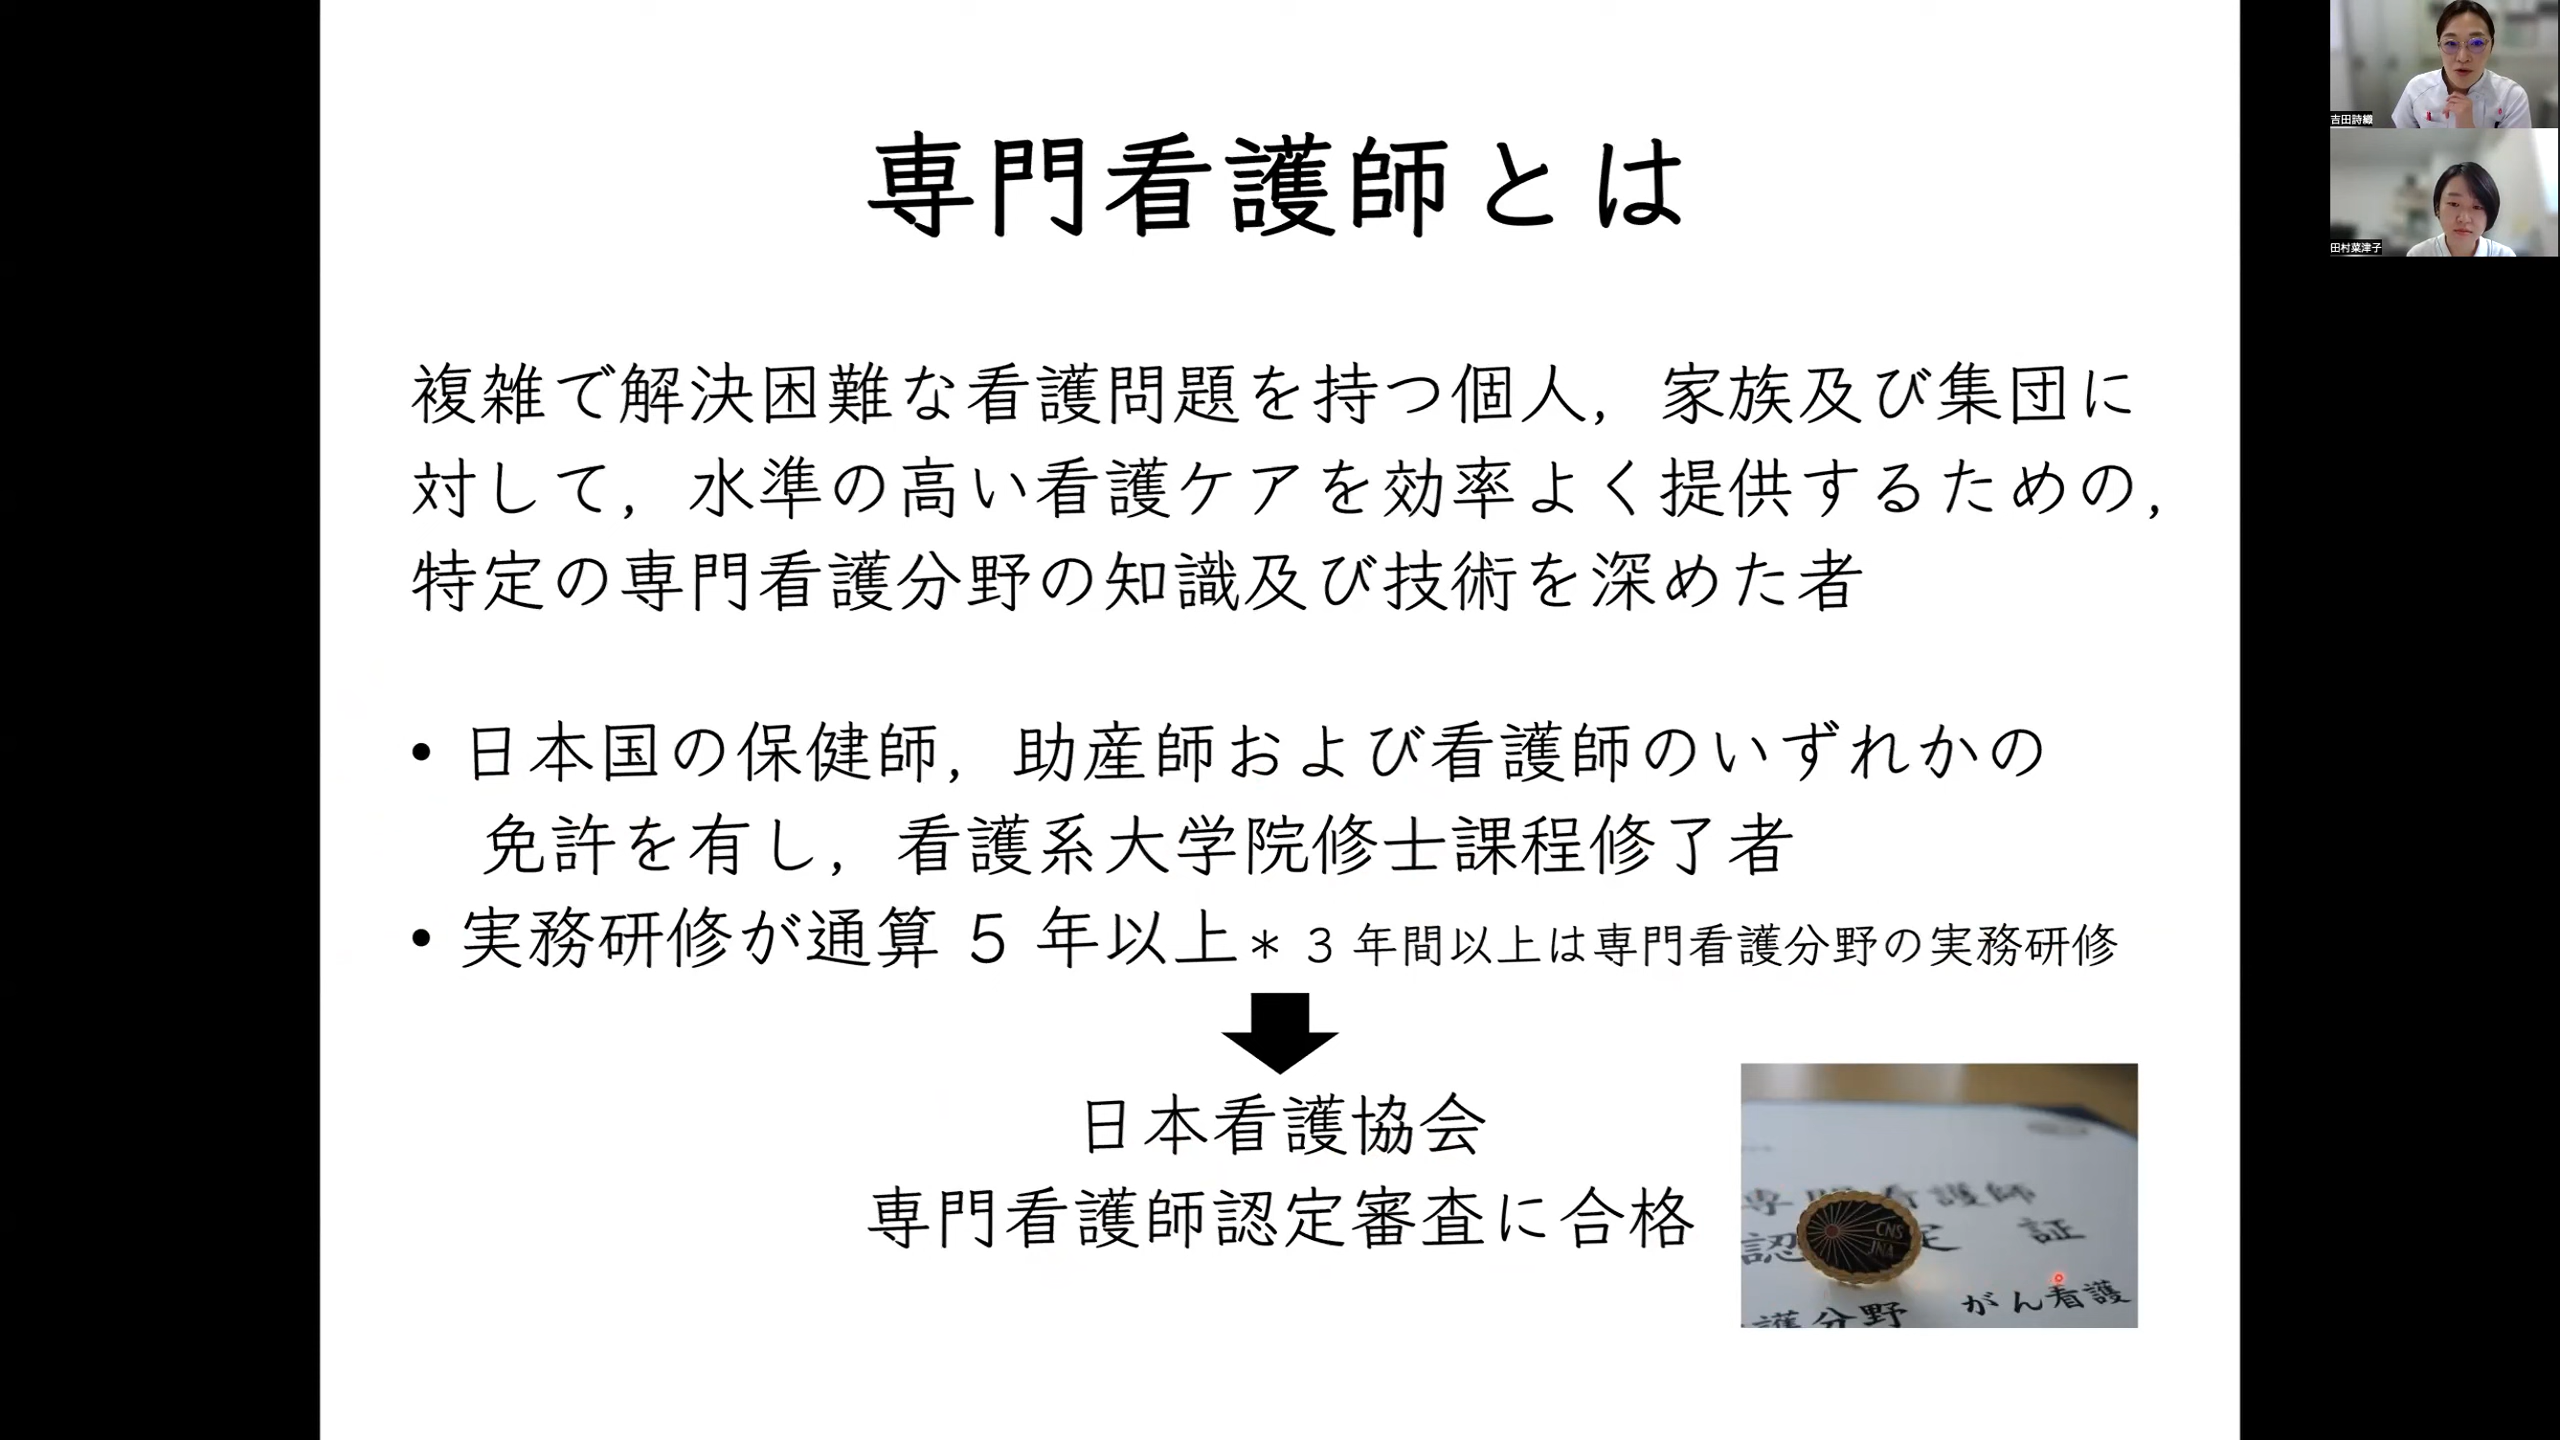 専門看護師とは
複雑で解決困難な看護問題を持つ個人，家族及び集団に
対して，水準の高い看護ケアを効率よく提供するための，
特定の専門看護分野の知識及び技術を深めた者
• 日本国の保健師，助産師および看護師のいずれかの
免許を有し，看護系大学院修士課程修了者
• 実務研修が通算 5 年以上＊ 3 年間以上は専門看護分野の実務研修
日本看護協会
専門看護師認定審査に合格
専門看護師
認定 証
CNS
JNA
護分野 がん看護
吉田詩織
田村菜津子